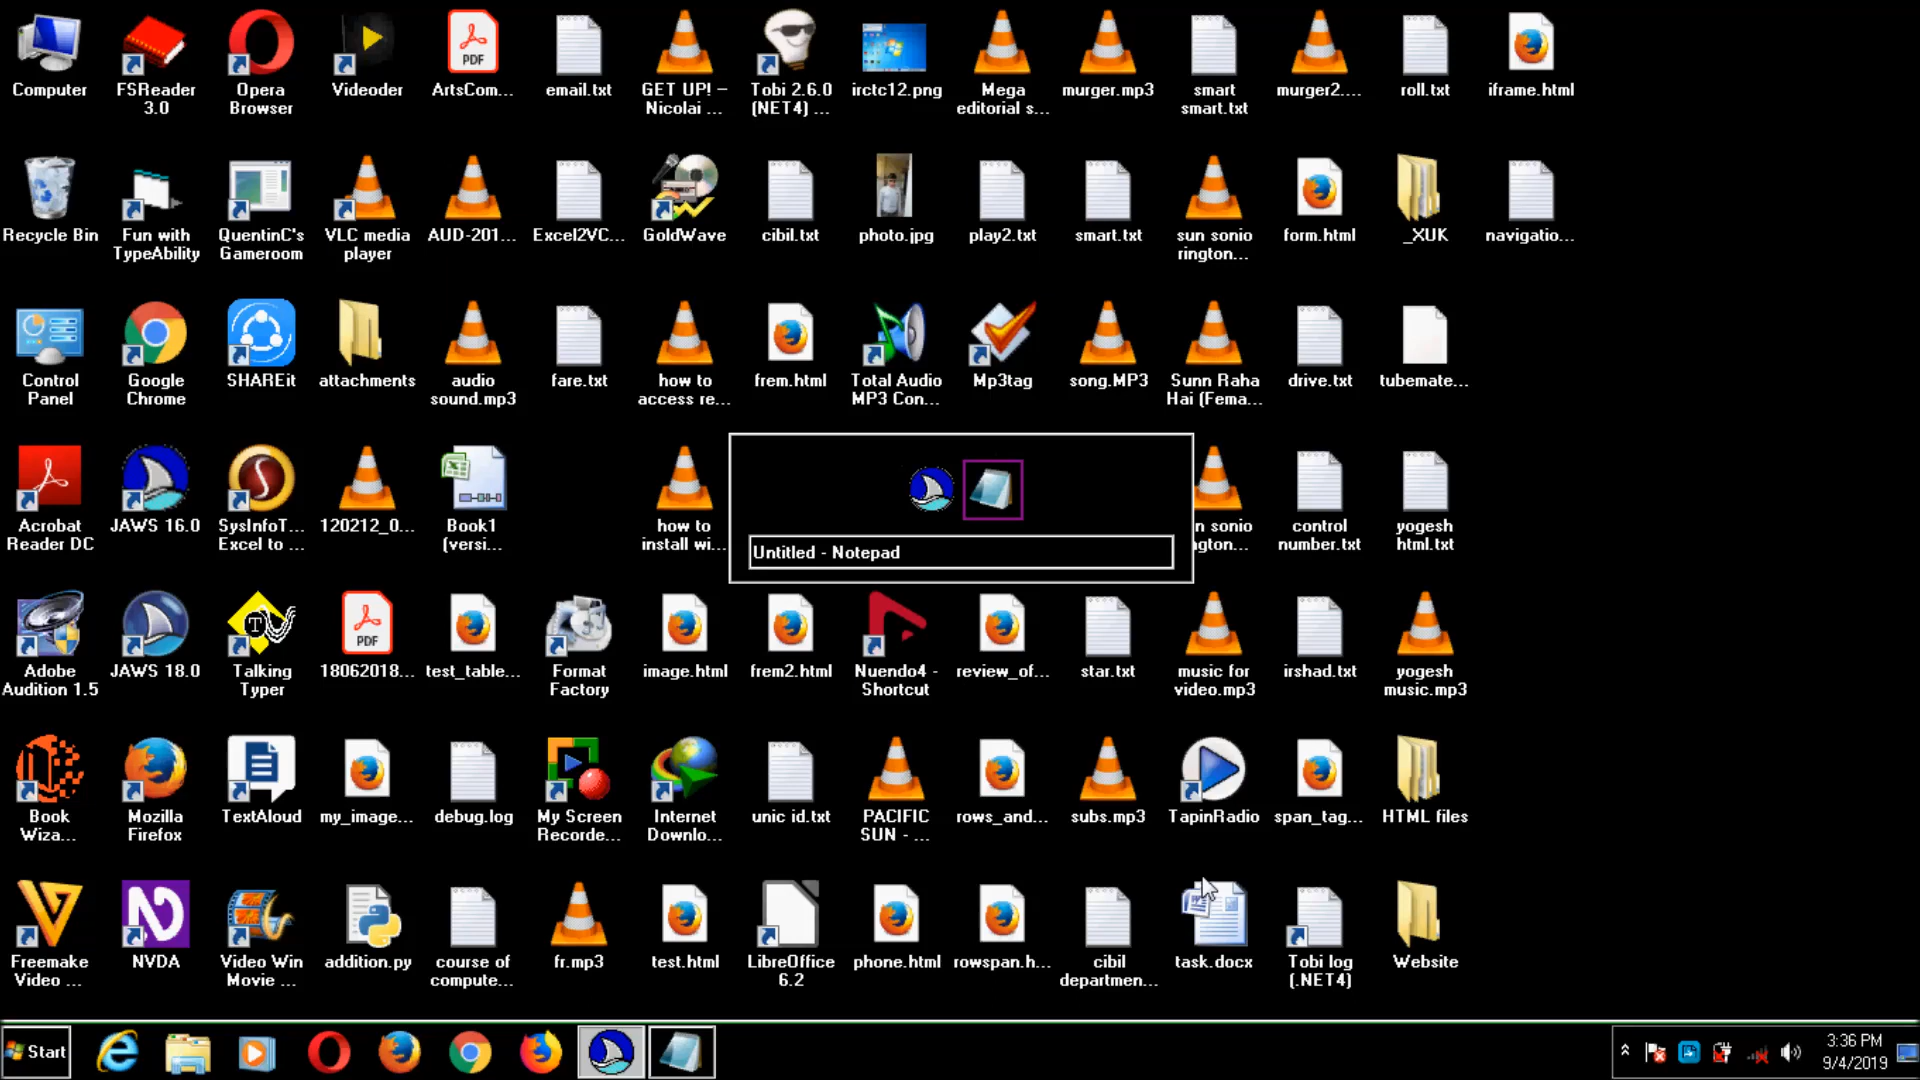 Computer
FSReader
3.0
Opera
Browser
Videoder
PDF
ArtsCom...
email.txt
GET UP! –
Nicolai ...
Tobi 2.6.0
(NET4) ...
irctc12.png
Mega
editorial s...
murger.mp3
smart
smart.txt
murger2....
roll.txt
iframe.html
Recycle Bin
Fun with
TypeAbility
QuentinC's
Gameroom
VLC media
player
AUD-201...
Excel2VC...
GoldWave
cibil.txt
photo.jpg
play2.txt
smart.txt
sun sonio
rington...
form.html
_XUK
navigatio...
Control
Panel
Google
Chrome
SHAREit
attachments
audio
sound.mp3
fare.txt
how to
access re...
frem.html
Total Audio
MP3 Con...
Mp3tag
song.MP3
Sunn Raha
Hai (Fema...
drive.txt
tubemate...
Acrobat
Reader DC
JAWS 16.0
SysInfoT...
Excel to ...
120212_0...
Book1
(versi...
how to
install wi...
Untitled - Notepad
n sonio
ngton...
control
number.txt
yogesh
html.txt
Adobe
Audition 1.5
JAWS 18.0
Talking
Typer
PDF
18062018...
test_table...
Format
Factory
image.html
frem2.html
Nuendo4 -
Shortcut
review_of...
star.txt
music for
video.mp3
irshad.txt
yogesh
music.mp3
Book
Wiza...
Mozilla
Firefox
TextAloud
my_image...
debug.log
My Screen
Recorde...
Internet
Downlo...
unic id.txt
PACIFIC
SUN - ...
rows_and...
subs.mp3
TapinRadio
span_tag...
HTML files
Freemake
Video ...
NVDA
Video Win
Movie ...
addition.py
course of
compute...
fr.mp3
test.html
LibreOffice
6.2
phone.html
rowspan.h...
cibil
departmen...
task.docx
Tobi log
(.NET4)
Website
Start
3:36 PM
9/4/2019